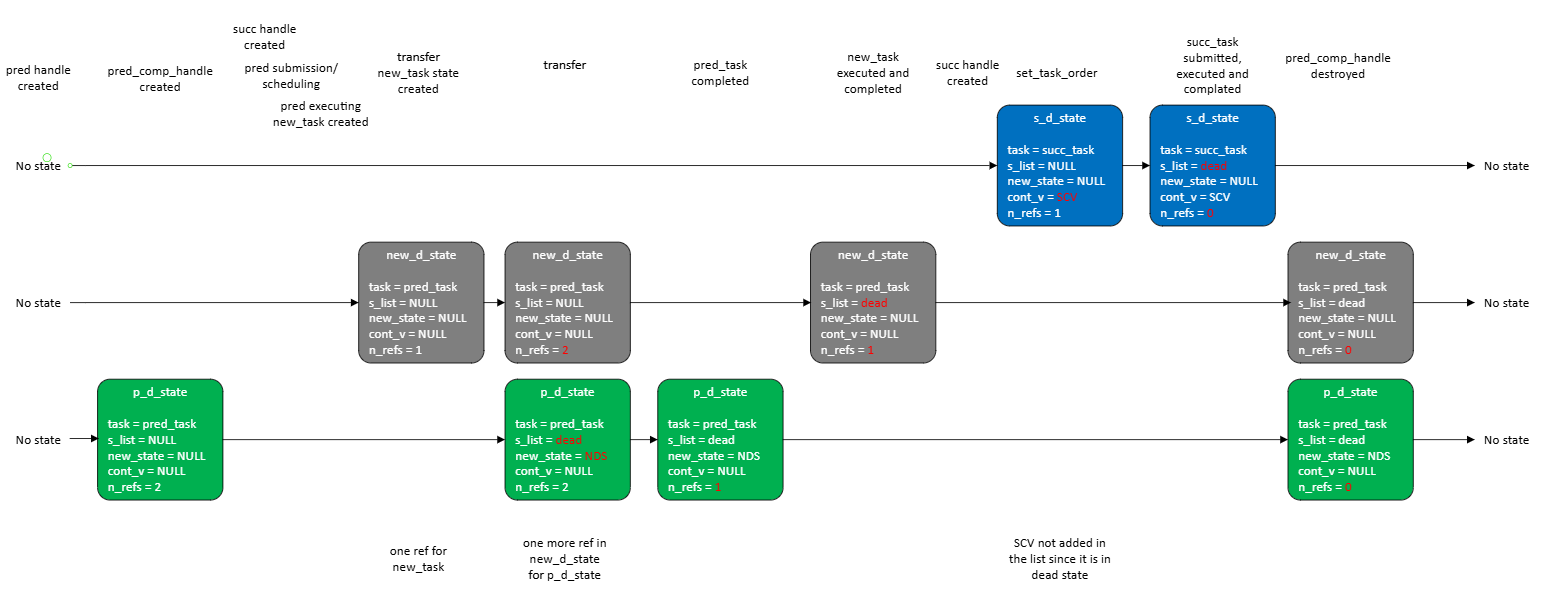 succ handle
created
pred handle
created
pred_comp_handle
created
pred submission/
scheduling
pred executing
new_task created
transfer
new_task state
created
transfer
pred_task
completed
new_task
executed and
completed
succ handle
created
set_task_order
succ_task
submitted,
executed and
complated
pred_comp_handle
destroyed
No state
s_d_state
task = succ_task
s_list = NULL
new_state = NULL
cont_v = SCV
n_refs = 1
s_d_state
task = succ_task
s_list = dead
new_state = NULL
cont_v = SCV
n_refs = 0
No state
No state
new_d_state
task = pred_task
s_list = NULL
new_state = NULL
cont_v = NULL
n_refs = 1
new_d_state
task = pred_task
s_list = NULL
new_state = NULL
cont_v = NULL
n_refs = 2
new_d_state
task = pred_task
s_list = dead
new_state = NULL
cont_v = NULL
n_refs = 1
new_d_state
task = pred_task
s_list = dead
new_state = NULL
cont_v = NULL
n_refs = 0
No state
No state
p_d_state
task = pred_task
s_list = NULL
new_state = NULL
cont_v = NULL
n_refs = 2
p_d_state
task = pred_task
s_list = dead
new_state = NDS
cont_v = NULL
n_refs = 2
p_d_state
task = pred_task
s_list = dead
new_state = NDS
cont_v = NULL
n_refs = 1
p_d_state
task = pred_task
s_list = dead
new_state = NDS
cont_v = NULL
n_refs = 0
No state
one ref for
new_task
one more ref in
new_d_state
for p_d_state
SCV not added in
the list since it is in
dead state